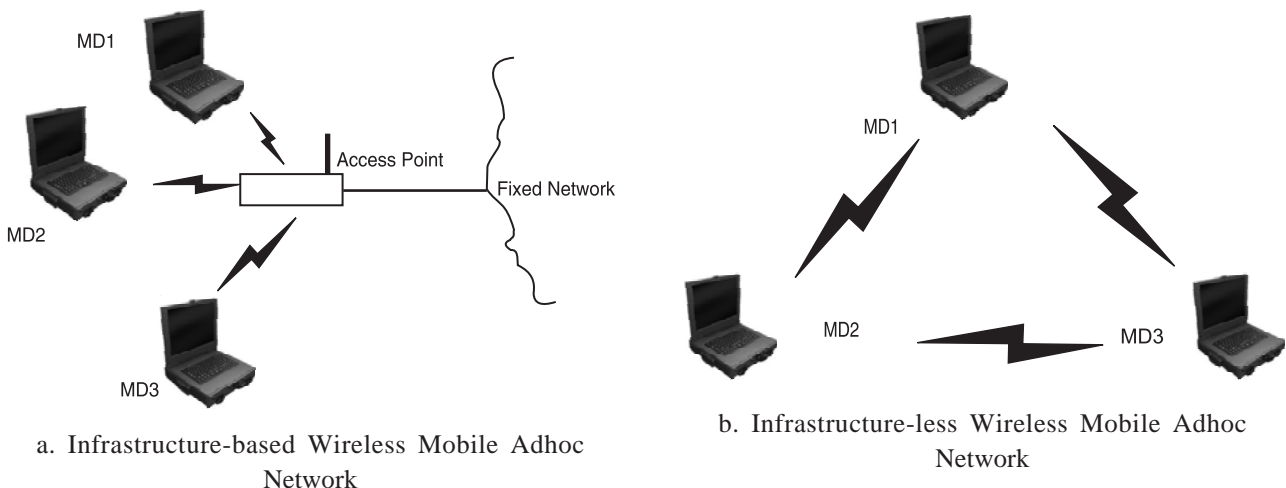 MD1
MD2
Access Point
Fixed Network
MD3
a. Infrastructure-based Wireless Mobile Adhoc
Network
MD1
MD2
MD3
b. Infrastructure-less Wireless Mobile Adhoc
Network